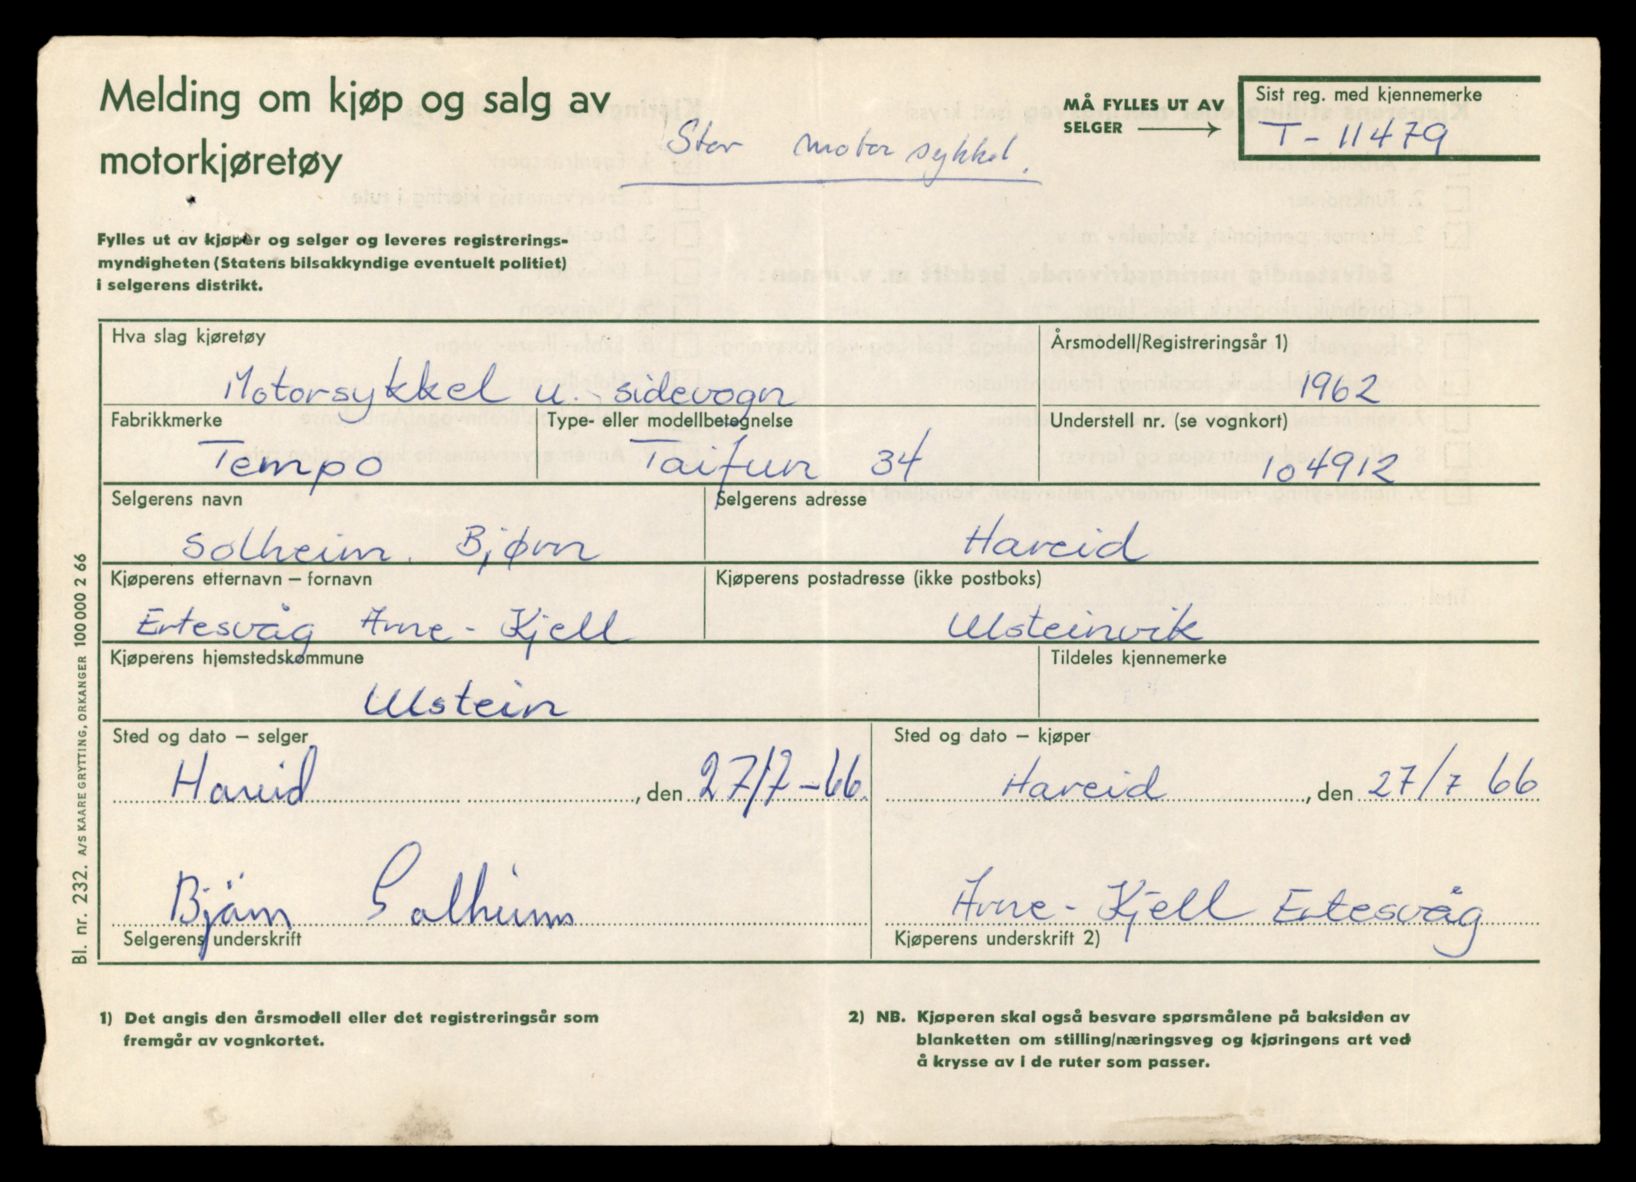 Melding om kjøp og salg av
motorkjøretøy
Stor motorsykkel.
MÅ FYLLES UT AV
SELGER
Sist reg. med kjennemerke
T-11479
Fylles ut av kjøper og selger og leveres registrerings-
myndigheten (Statens bilsakkyndige eventuelt politiet)
i selgerens distrikt.
Hva slag kjøretøy
Motorsykkel u. sidevogn
Årsmodell/Registreringsår 1)
1962
Fabrikkmerke
Tempo
Type- eller modellbetegnelse
Taifun 34
Understell nr. (se vognkort)
104912
Selgerens navn
Solheim. Bjørn
Selgerens adresse
Hareid
Kjøperens etternavn – fornavn
Ertesvåg Arne-Kjell
Kjøperens postadresse (ikke postboks)
Ulsteinvik
Kjøperens hjemstedskommune
Ulstein
Tildeles kjennemerke
Sted og dato – selger
Hareid, den 27/7-66.
Sted og dato – kjøper
Hareid, den 27/7 66
Bjørn Solheim
Selgerens underskrift
Arne-Kjell Ertesvåg
Kjøperens underskrift 2)
1) Det angis den årsmodell eller det registreringsår som
fremgår av vognkortet.
2) NB. Kjøperen skal også besvare spørsmålene på baksiden av
blanketten om stilling/næringsveg og kjøringens art ved
å krysse av i de ruter som passer.
Bl. nr. 232. A/S KAARE GRYTTING, ORKANGER 100 000 2 66